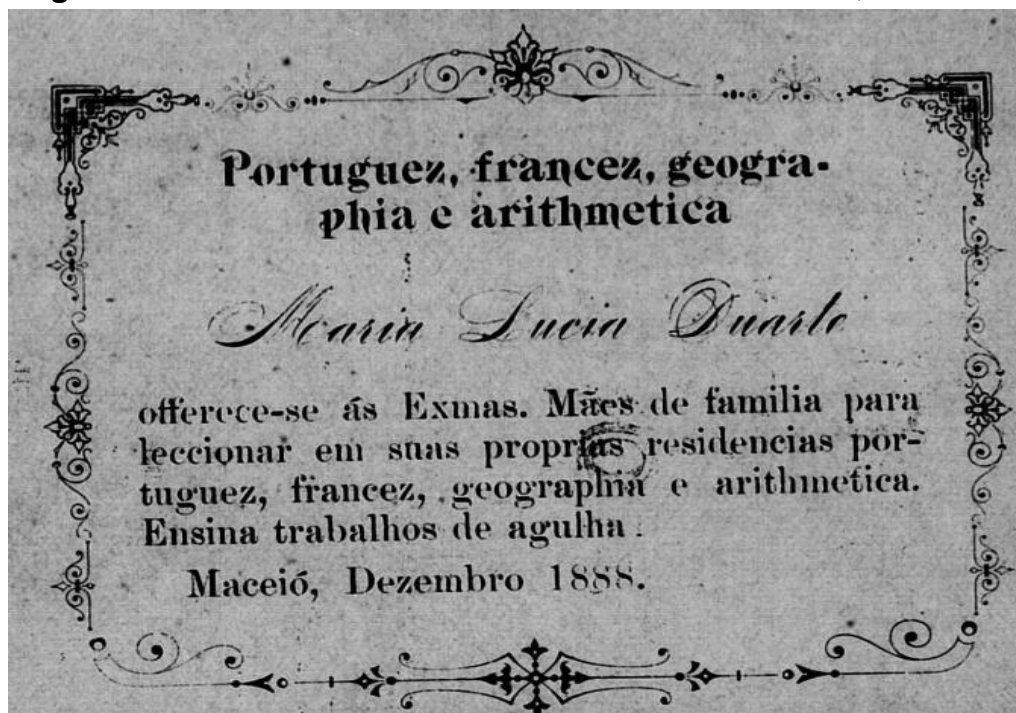 Portuguez, francez, geogra-
phia e arithmetica
Maria Lucia Duarte
offerece-se ás Exmas. Mães de familia para
leccionar em suas proprias residencias por-
tuguez, francez, geographia e arithmetica.
Ensina trabalhos de agulha.
Maceió, Dezembro 1888.